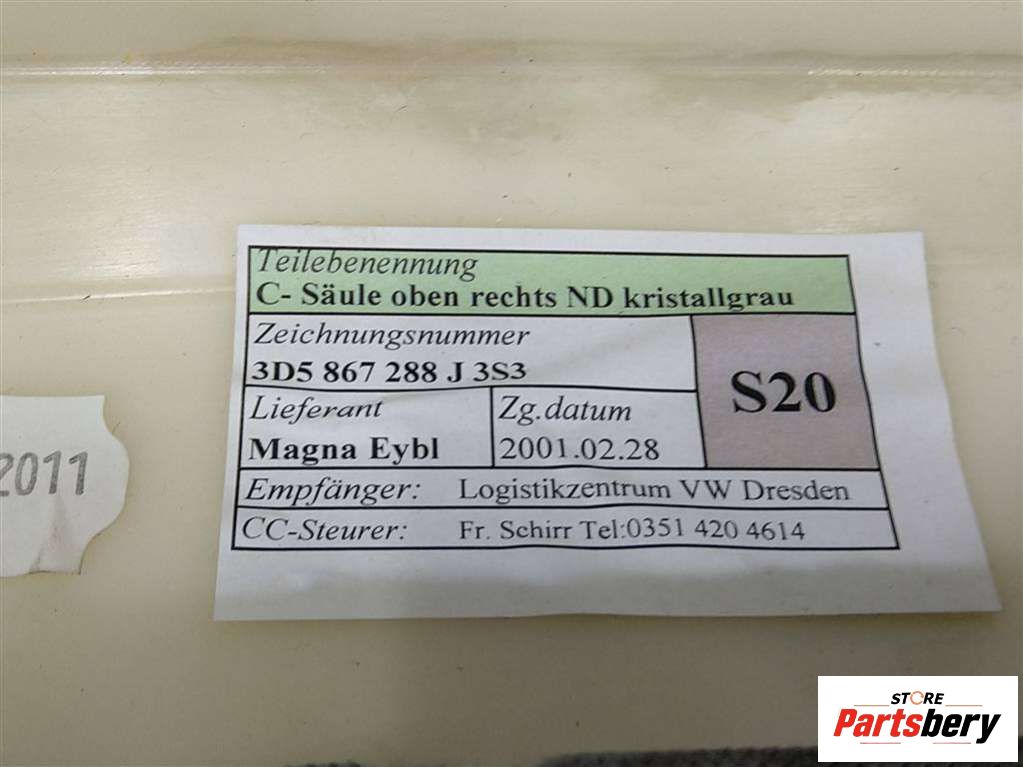 Teilebenennung
C- Säule oben rechts ND kristallgrau
Zeichnungsnummer
3D5 867 288 J 3S3
S20
Lieferant
Magna Eybl
Zg.datum
2001.02.28
Empfänger: Logistikzentrum VW Dresden
CC-Steurer: Fr. Schirr Tel:0351 420 4614
2011
STORE
Partsbery